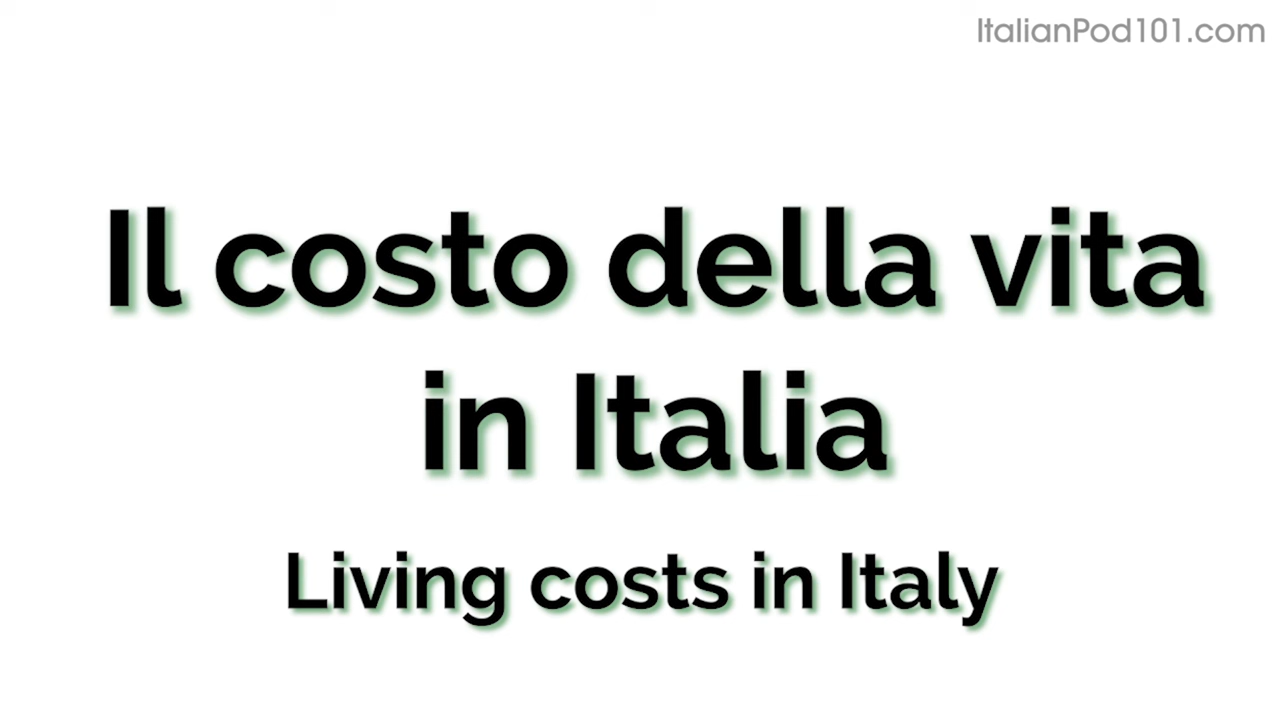 ItalianPod101.com
Il costo della vita
in Italia
Living costs in Italy